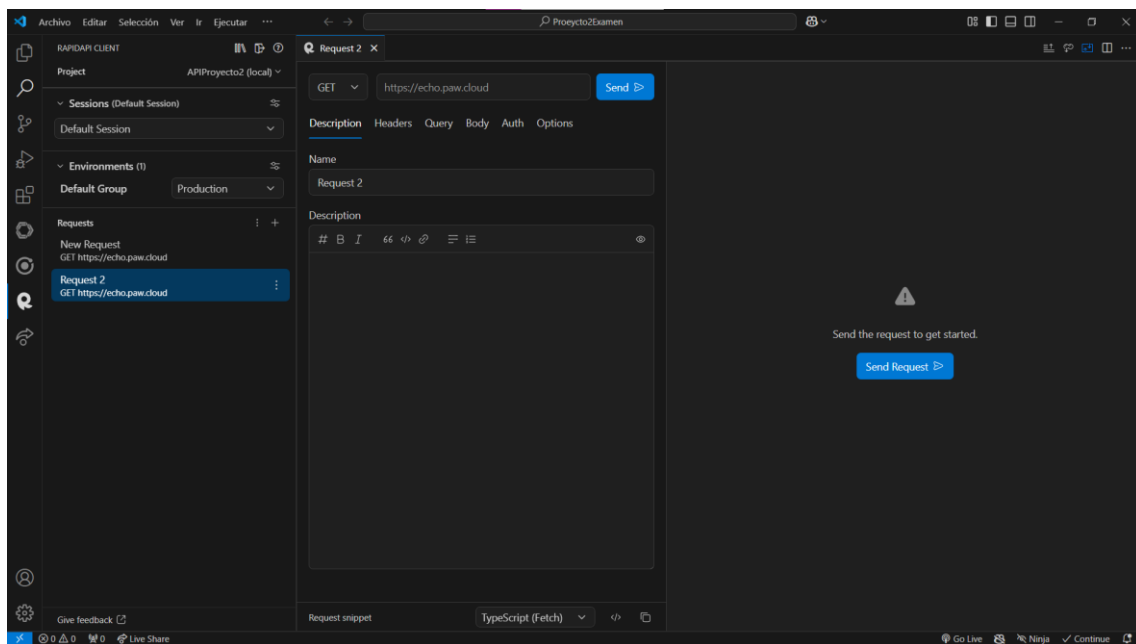 Archivo Editar Selección Ver Ir Ejecutar ···
Proeycto2Examen
RAPIDAPI CLIENT
Project APIProyecto2 (local)
Sessions (Default Session)
Default Session
Environments (1)
Default Group Production
Requests
New Request
GET https://echo.paw.cloud
Request 2
GET https://echo.paw.cloud
Give feedback
Request 2
GET https://echo.paw.cloud Send
Description Headers Query Body Auth Options
Name
Request 2
Description
# B I 66 </>
Request snippet TypeScript (Fetch) </>
Send the request to get started.
Send Request
0 0 0 Live Share
Go Live Ninja Continue